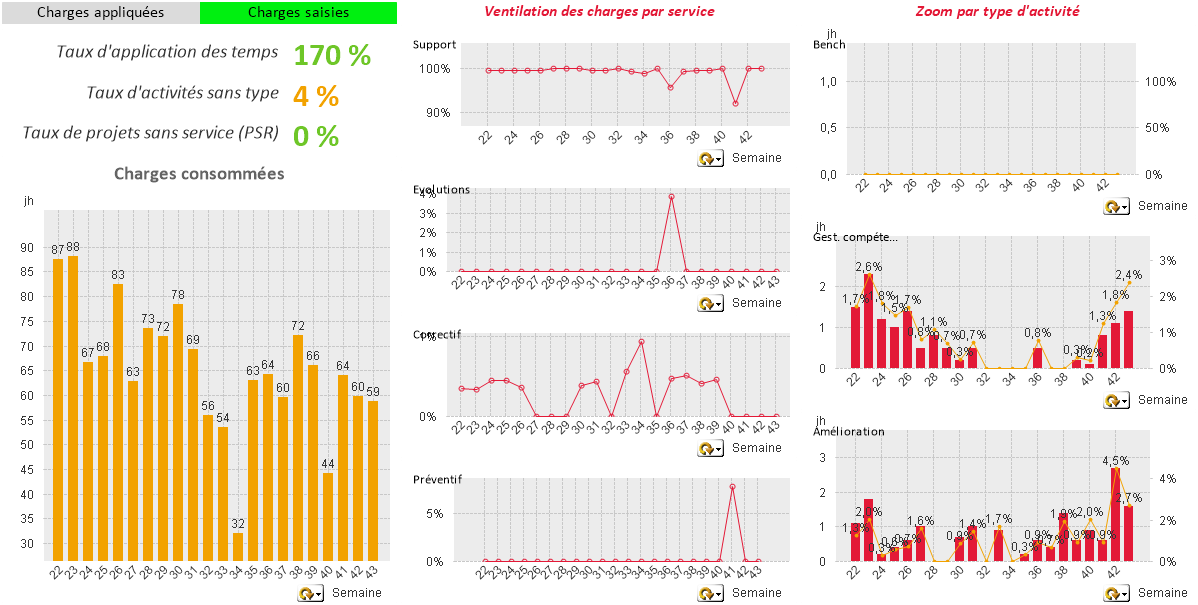 Charges appliquées
Charges saisies
Taux d'application des temps 170 %
Taux d'activités sans type 4 %
Taux de projets sans service (PSR) 0 %
Charges consommées
jh
90
85
80
75
70
65
60
55
50
45
40
35
30
87 88 67 68 83 63 73 72 78 69 56 54 32 63 64 60 72 66 44 64 60 59
22 23 24 25 26 27 28 29 30 31 32 33 34 35 36 37 38 39 40 41 42 43
Semaine
Ventilation des charges par service
Support
100%
90%
22 24 26 28 30 32 34 36 38 40 42
Semaine
Evolutions
4%
3%
2%
1%
0%
22 23 24 25 26 27 28 29 30 31 32 33 34 35 36 37 38 39 40 41 42 43
Semaine
Correctif
1%
0%
22 23 24 25 26 27 28 29 30 31 32 33 34 35 36 37 38 39 40 41 42 43
Semaine
Préventif
5%
0%
22 23 24 25 26 27 28 29 30 31 32 33 34 35 36 37 38 39 40 41 42 43
Semaine
Zoom par type d'activité
jh
Bench
1,0
0,5
0,0
100%
50%
0%
22 24 26 28 30 32 34 36 38 40 42
Semaine
jh
Gest. compéte...
2
1
0
3%
2%
1%
0%
1,7% 2,6% 1,8% 1,5% 1,7% 0,8% 1,1% 0,7% 0,3% 0,7% 0,8% 0,3% 0,2% 1,3% 1,8% 2,4%
22 24 26 28 30 32 34 36 38 40 42
Semaine
jh
Amélioration
3
2
1
0
4%
2%
0%
2,0% 0,3% 1,6% 1,4% 1,7% 0,3% 0,9% 0,9% 2,0% 0,9% 4,5% 2,7%
22 24 26 28 30 32 34 36 38 40 42
Semaine